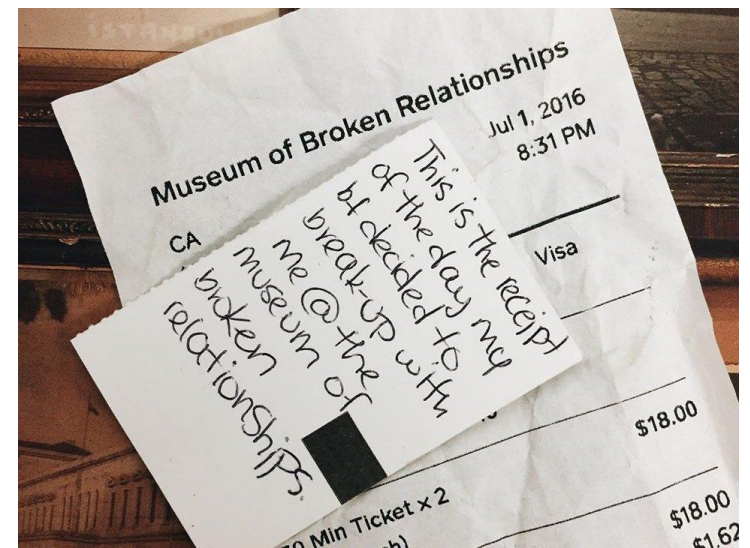 Museum of Broken Relationships
Jul 1, 2016
8:31 PM
CA
Visa
This is the receipt
of the day my
bf decided to
break-up with
me @ the
museum of
broken
relationships.
$18.00
Min Ticket x 2
$18.00
$1.62